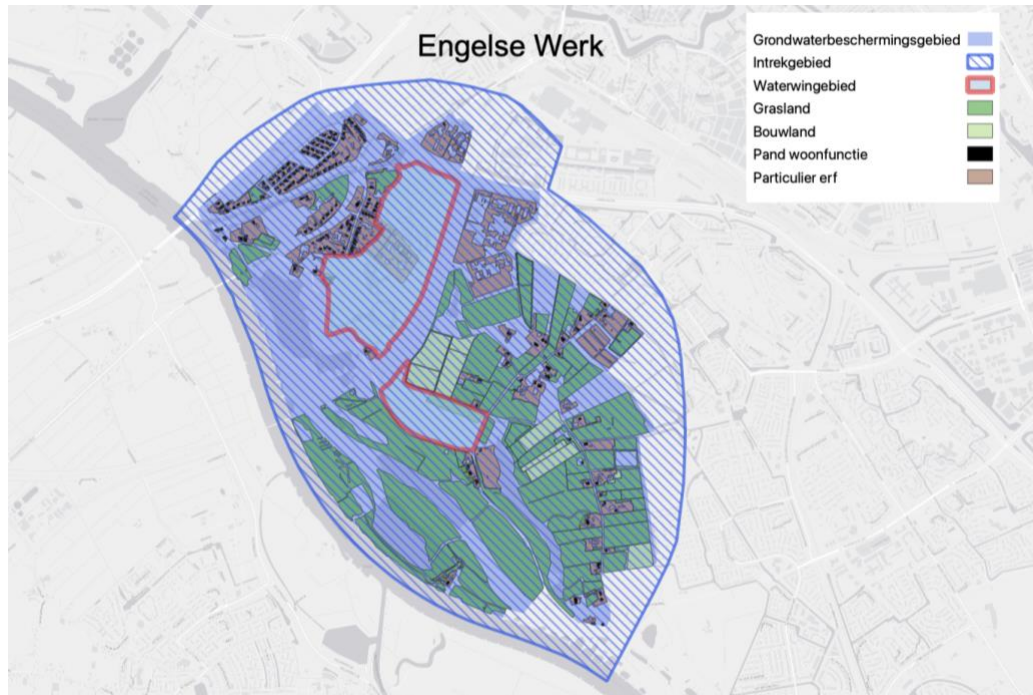 Engelse Werk
Grondwaterbeschermingsgebied
Intrekgebied
Waterwingebied
Grasland
Bouwland
Pand woonfunctie
Particulier erf